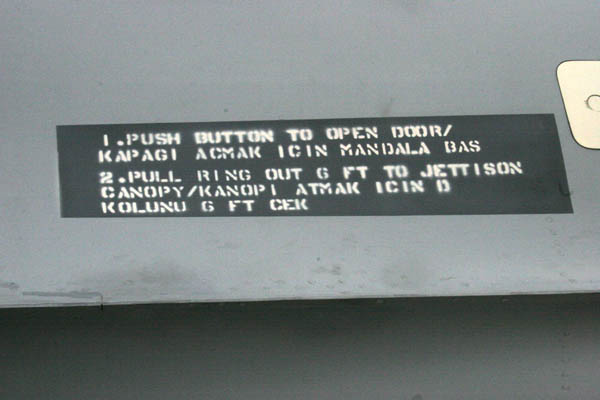 1.PUSH BUTTON TO OPEN DOOR/
KAPAGI ACMAK ICIN MANDALA BAS
2.PULL RING OUT 6 FT TO JETTISON
CANOPY/KANOPI ATMAK ICIN D
KOLUNU 6 FT CEK